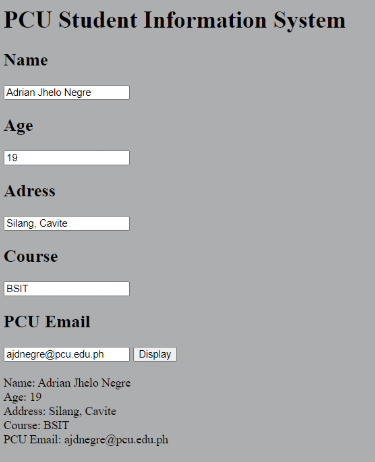 PCU Student Information System
Name
Adrian Jhelo Negre
Age
19
Adress
Silang, Cavite
Course
BSIT
PCU Email
ajdnegre@pcu.edu.ph Display
Name: Adrian Jhelo Negre
Age: 19
Address: Silang, Cavite
Course: BSIT
PCU Email: ajdnegre@pcu.edu.ph